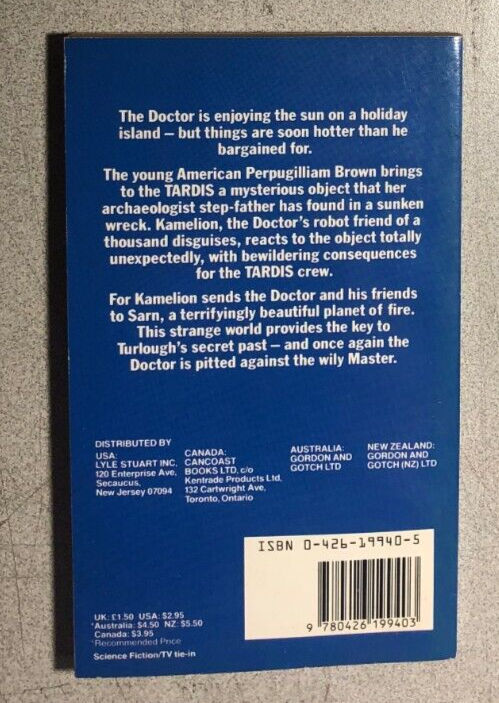 The Doctor is enjoying the sun on a holiday
island – but things are soon hotter than he
bargained for.
The young American Perpugilliam Brown brings
to the TARDIS a mysterious object that her
archaeologist step-father has found in a sunken
wreck. Kamelion, the Doctor's robot friend of a
thousand disguises, reacts to the object totally
unexpectedly, with bewildering consequences
for the TARDIS crew.
For Kamelion sends the Doctor and his friends
to Sarn, a terrifyingly beautiful planet of fire.
This strange world provides the key to
Turlough's secret past – and once again the
Doctor is pitted against the wily Master.
DISTRIBUTED BY
USA:
LYLE STUART INC.
120 Enterprise Ave,
Secaucus,
New Jersey 07094
CANADA:
CANCOAST
BOOKS LTD, c/o
Kentrade Products Ltd.
132 Cartwright Ave,
Toronto, Ontario
AUSTRALIA:
GORDON AND
GOTCH LTD
NEW ZEALAND:
GORDON AND
GOTCH (NZ) LTD
ISBN 0-426-19940-5
9 780426 199403
UK: £1.50 USA: $2.95
*Australia: $4.50 NZ: $5.50
Canada: $3.95
*Recommended Price
Science Fiction/TV tie-in